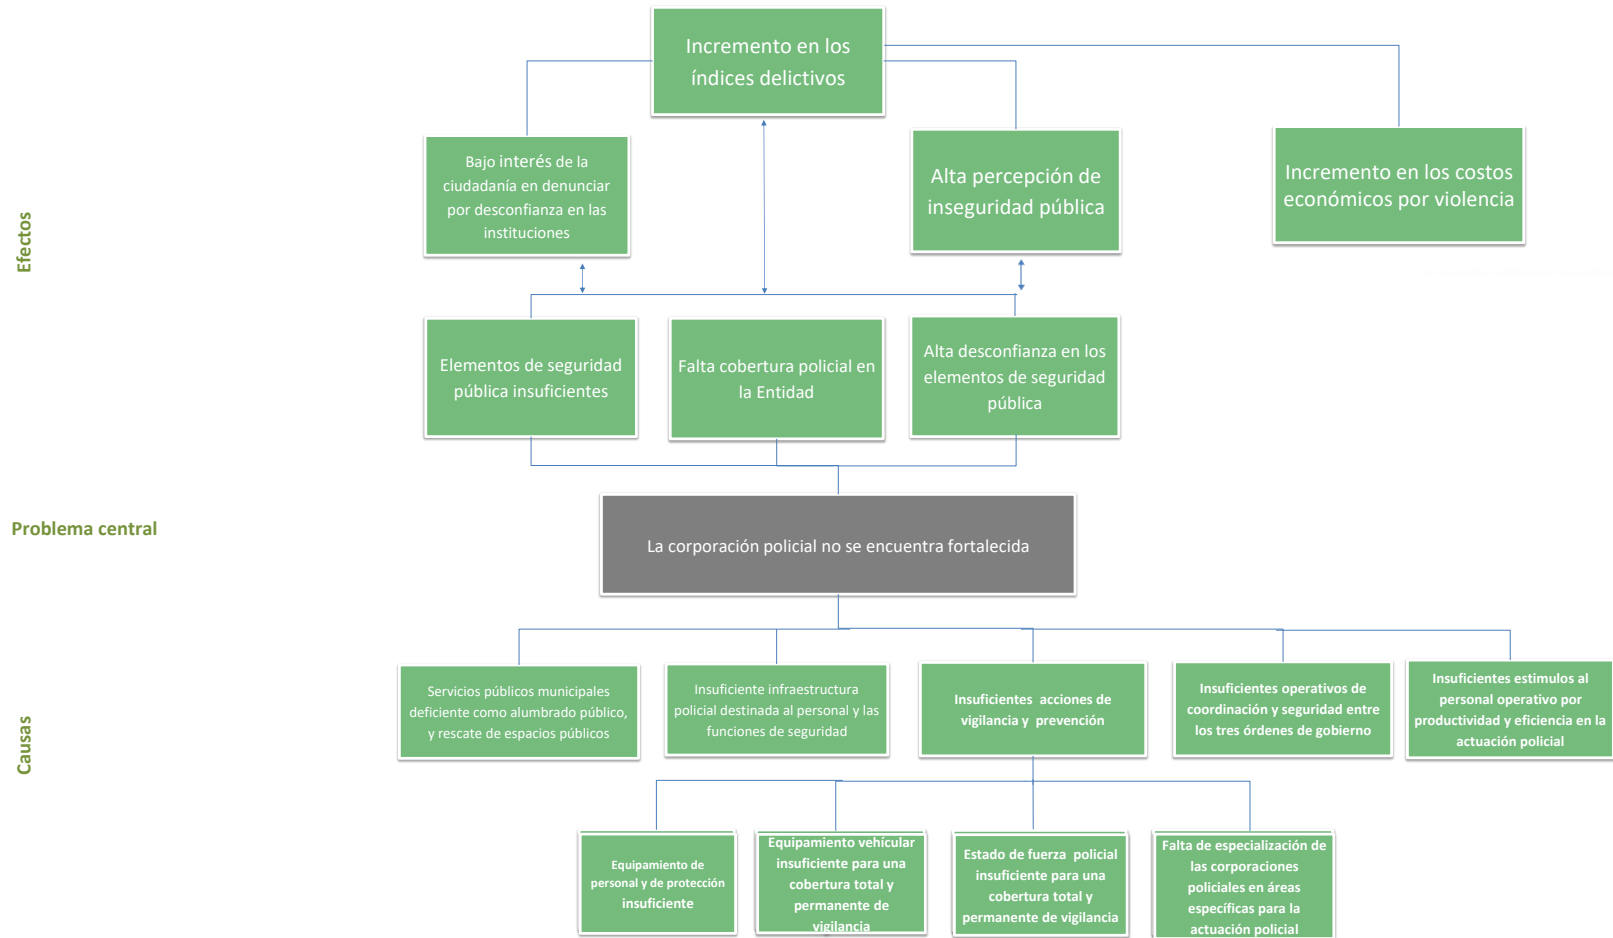 Incremento en los
índices delictivos
Efectos
Bajo interés de la
ciudadanía en denunciar
por desconfianza en las
instituciones
Alta percepción de
inseguridad pública
Incremento en los costos
económicos por violencia
Elementos de seguridad
pública insuficientes
Falta cobertura policial en
la Entidad
Alta desconfianza en los
elementos de seguridad
pública
Problema central
La corporación policial no se encuentra fortalecida
Causas
Servicios públicos municipales
deficiente como alumbrado público,
y rescate de espacios públicos
Insuficiente infraestructura
policial destinada al personal y las
funciones de seguridad
Insuficientes acciones de
vigilancia y prevención
Insuficientes operativos de
coordinación y seguridad entre
los tres órdenes de gobierno
Insuficientes estimulos al
personal operativo por
productividad y eficiencia en la
actuación policial
Equipamiento de
personal y de protección
insuficiente
Equipamiento vehícular
insuficiente para una
cobertura total y
permanente de
vigilancia
Estado de fuerza policial
insuficiente para una
cobertura total y
permanente de vigilancia
Falta de especialización de
las corporaciones
policiales en áreas
específicas para la
actuación policial